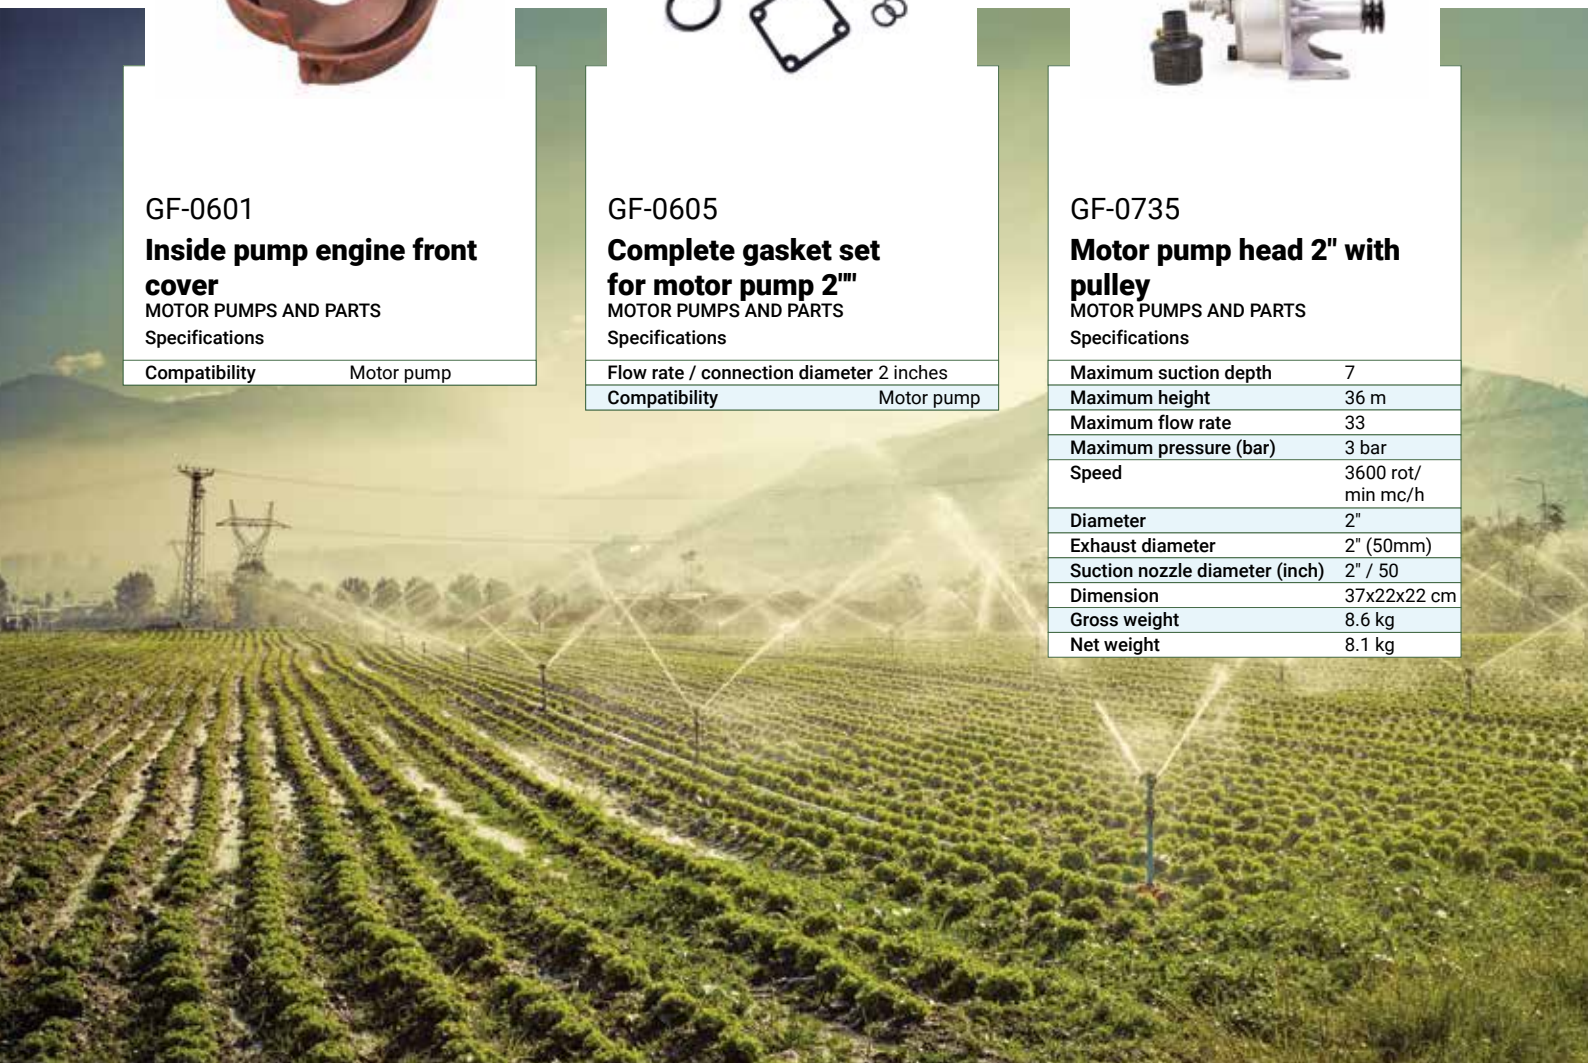 GF-0601
Inside pump engine front
cover
MOTOR PUMPS AND PARTS
Specifications
Compatibility Motor pump
GF-0605
Complete gasket set
for motor pump 2""
MOTOR PUMPS AND PARTS
Specifications
Flow rate / connection diameter 2 inches
Compatibility Motor pump
GF-0735
Motor pump head 2" with
pulley
MOTOR PUMPS AND PARTS
Specifications
Maximum suction depth 7
Maximum height 36 m
Maximum flow rate 33
Maximum pressure (bar) 3 bar
Speed 3600 rot/
min mc/h
Diameter 2"
Exhaust diameter 2" (50mm)
Suction nozzle diameter (inch) 2" / 50
Dimension 37x22x22 cm
Gross weight 8.6 kg
Net weight 8.1 kg